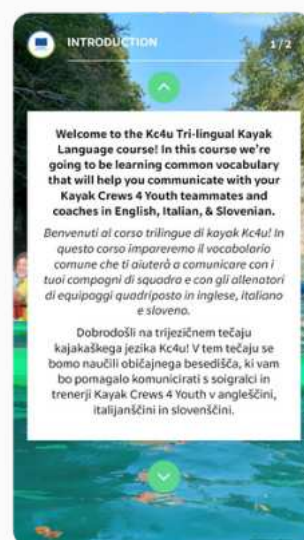 INTRODUCTION
1 / 2
Welcome to the Kc4u Tri-lingual Kayak
Language course! In this course we're
going to be learning common vocabulary
that will help you communicate with your
Kayak Crews 4 Youth teammates and
coaches in English, Italian, & Slovenian.
Benvenuti al corso trilingue di kayak Kc4u! In
questo corso impareremo il vocabolario
comune che ti aiuterà a comunicare con i
tuoi compagni di squadra e con gli allenatori
di equipaggi quadriposto in inglese, italiano
e sloveno.
Dobrodošli na trijezičnem tečaju
kajakaškega jezika Kc4u! V tem tečaju se
bomo naučili običajnega besedišča, ki vam
bo pomagalo komunicirati s soigralci in
trenerji Kayak Crews 4 Youth v angleščini,
italijanščini in slovenščini.